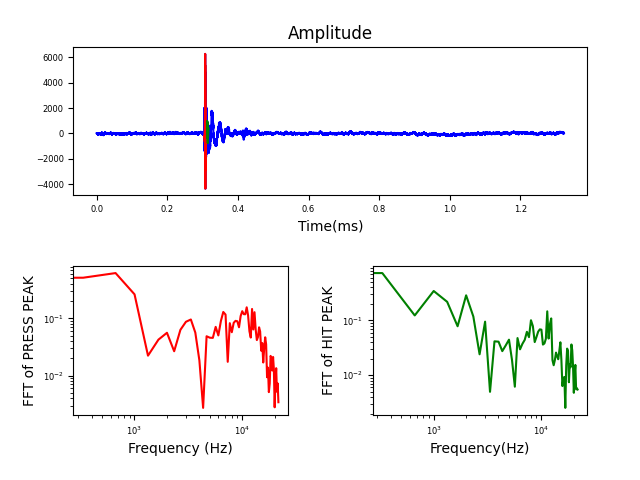 Amplitude
6000
4000
2000
0
−2000
−4000
0.0 0.2 0.4 0.6 0.8 1.0 1.2
Time(ms)
FFT of PRESS PEAK
10⁻¹
10⁻²
10³ 10⁴
Frequency (Hz)
FFT of HIT PEAK
10⁻¹
10⁻²
10³ 10⁴
Frequency(Hz)